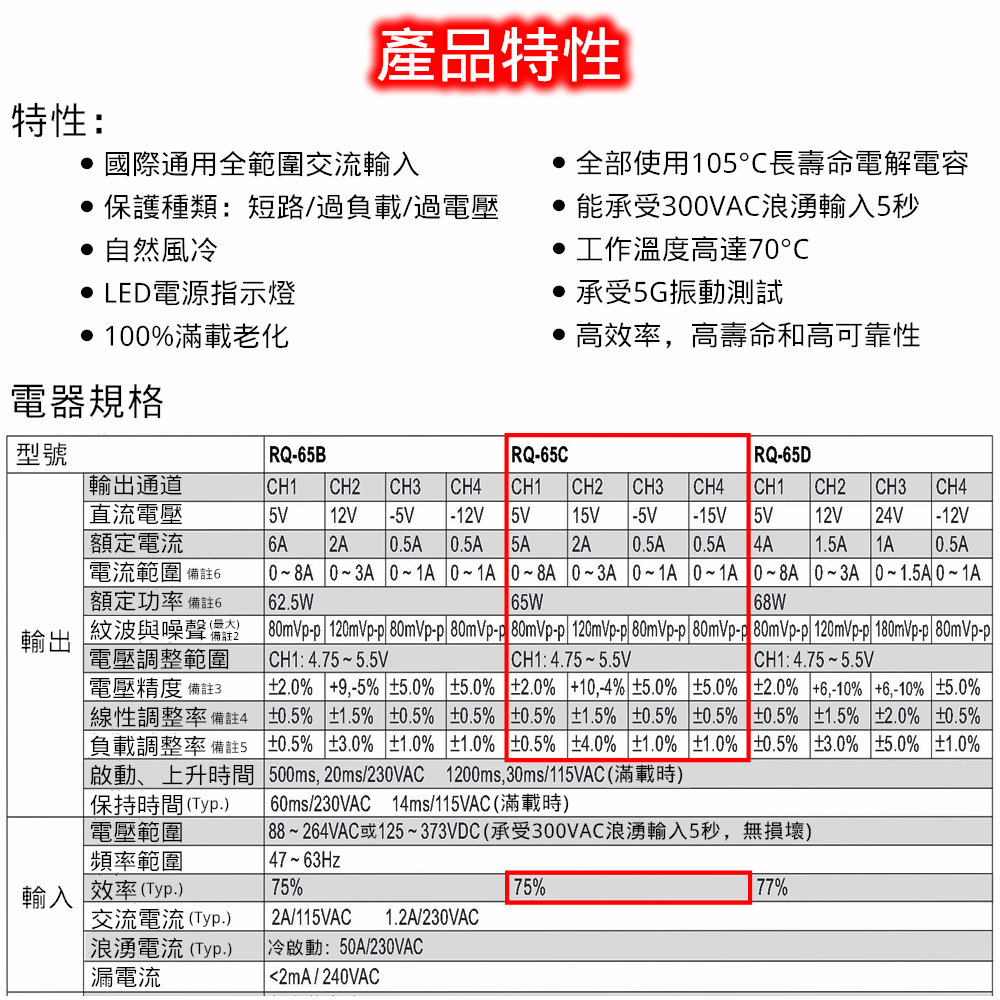 產品特性
特性：
• 國際通用全範圍交流輸入
• 保護種類：短路/過負載/過電壓
• 自然風冷
• LED電源指示燈
• 100%滿載老化
• 全部使用105°C長壽命電解電容
• 能承受300VAC浪湧輸入5秒
• 工作溫度高達70°C
• 承受5G振動測試
• 高效率，高壽命和高可靠性
電器規格
型號 RQ-65B RQ-65C RQ-65D
輸出
輸出通道 CH1 CH2 CH3 CH4 CH1 CH2 CH3 CH4 CH1 CH2 CH3 CH4
直流電壓 5V 12V -5V -12V 5V 15V -5V -15V 5V 12V 24V -12V
額定電流 6A 2A 0.5A 0.5A 5A 2A 0.5A 0.5A 4A 1.5A 1A 0.5A
電流範圍 備註6 0~8A 0~3A 0~1A 0~1A 0~8A 0~3A 0~1A 0~1A 0~8A 0~3A 0~1.5A 0~1A
額定功率 備註6 62.5W 65W 68W
紋波與噪聲 (最大) 備註2 80mVp-p 120mVp-p 80mVp-p 80mVp-p 80mVp-p 120mVp-p 80mVp-p 80mVp-p 80mVp-p 120mVp-p 180mVp-p 80mVp-p
電壓調整範圍 CH1: 4.75~5.5V CH1: 4.75~5.5V CH1: 4.75~5.5V
電壓精度 備註3 ±2.0% +9,-5% ±5.0% ±5.0% ±2.0% +10,-4% ±5.0% ±5.0% ±2.0% +6,-10% +6,-10% ±5.0%
線性調整率 備註4 ±0.5% ±1.5% ±0.5% ±0.5% ±0.5% ±1.5% ±0.5% ±0.5% ±0.5% ±1.5% ±2.0% ±0.5%
負載調整率 備註5 ±0.5% ±3.0% ±1.0% ±1.0% ±0.5% ±4.0% ±1.0% ±1.0% ±0.5% ±3.0% ±5.0% ±1.0%
啟動、上升時間 500ms, 20ms/230VAC 1200ms,30ms/115VAC (滿載時)
保持時間 (Typ.) 60ms/230VAC 14ms/115VAC (滿載時)
輸入
電壓範圍 88~264VAC或125~373VDC (承受300VAC浪湧輸入5秒，無損壞)
頻率範圍 47~63Hz
效率 (Typ.) 75% 75% 77%
交流電流 (Typ.) 2A/115VAC 1.2A/230VAC
浪湧電流 (Typ.) 冷啟動：50A/230VAC
漏電流 <2mA / 240VAC